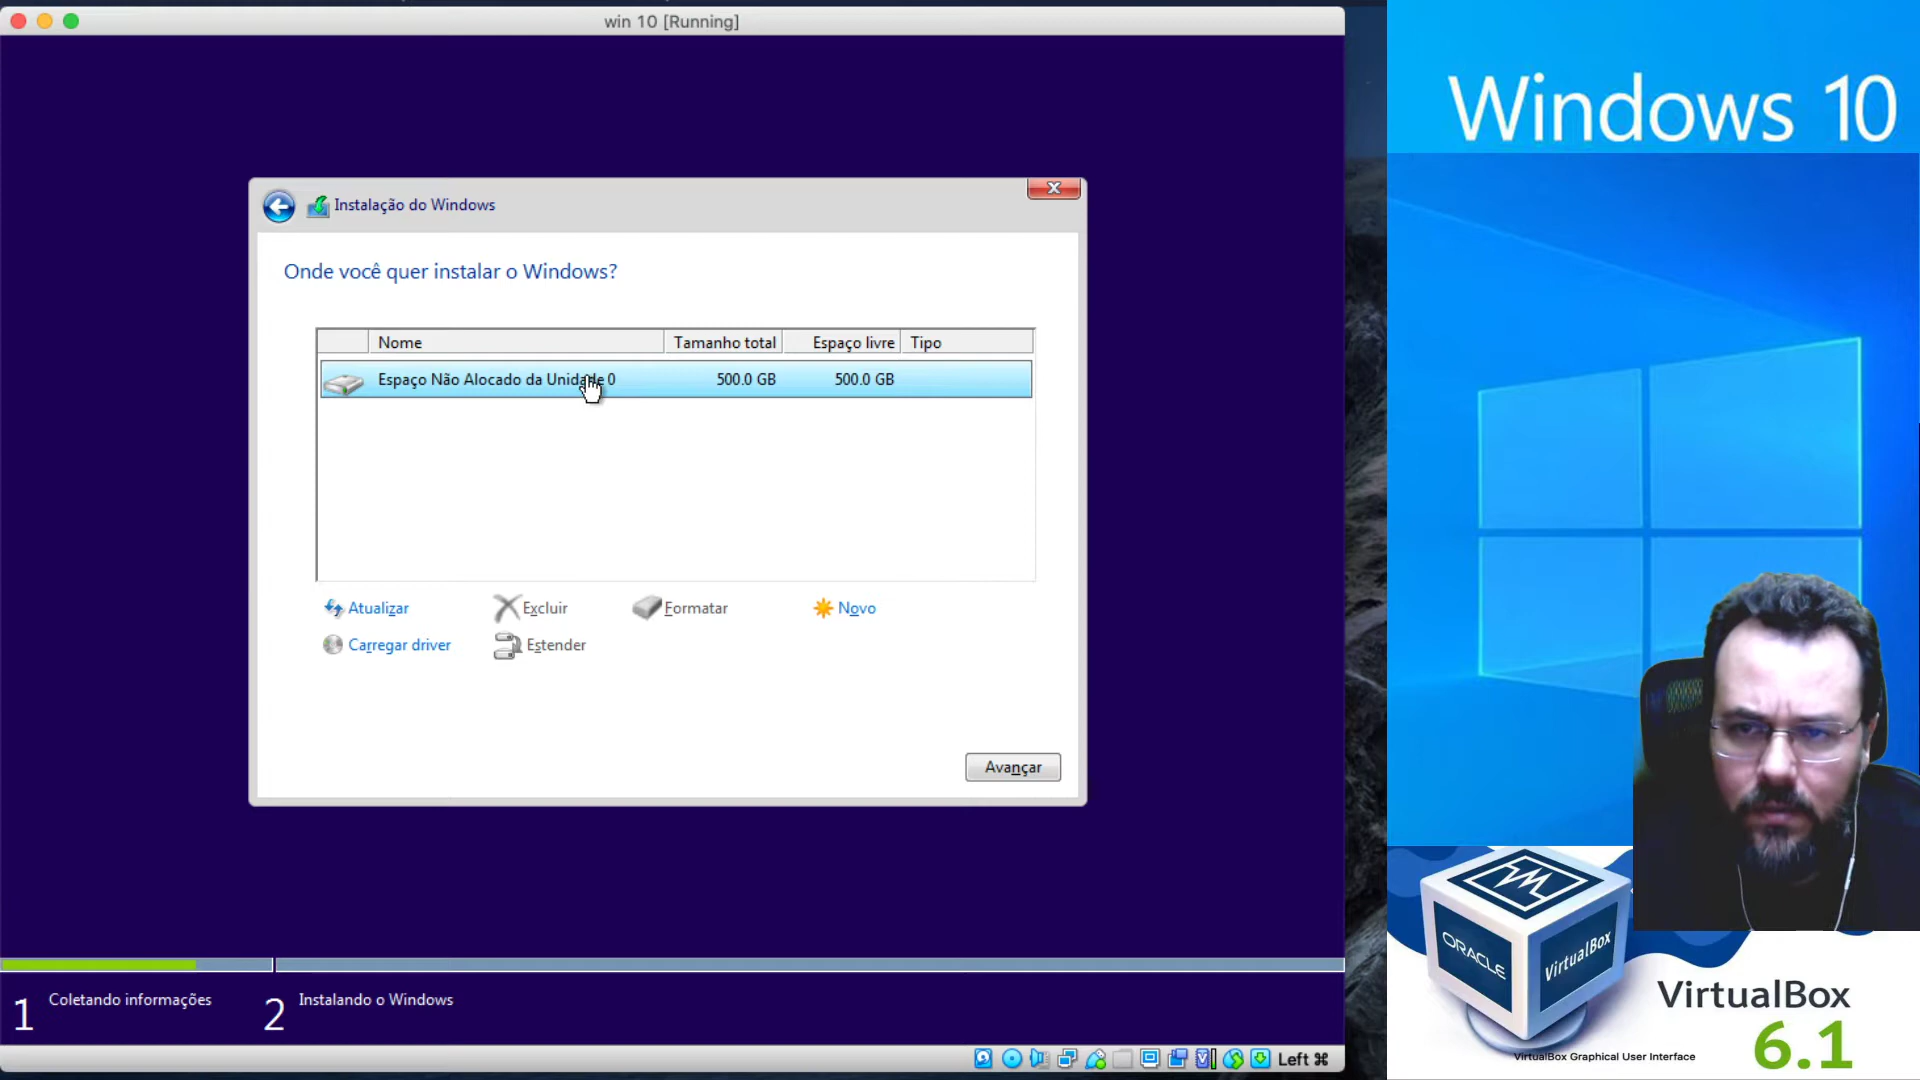 win 10 [Running]
Instalação do Windows
Onde você quer instalar o Windows?
Nome Tamanho total Espaço livre Tipo
Espaço Não Alocado da Unidade 0 500.0 GB 500.0 GB
Atualizar Excluir Formatar Novo
Carregar driver Estender
Avançar
1 Coletando informações 2 Instalando o Windows
Left ⌘
Windows 10
ORACLE
VirtualBox
VirtualBox
6.1
VirtualBox Graphical User Interface